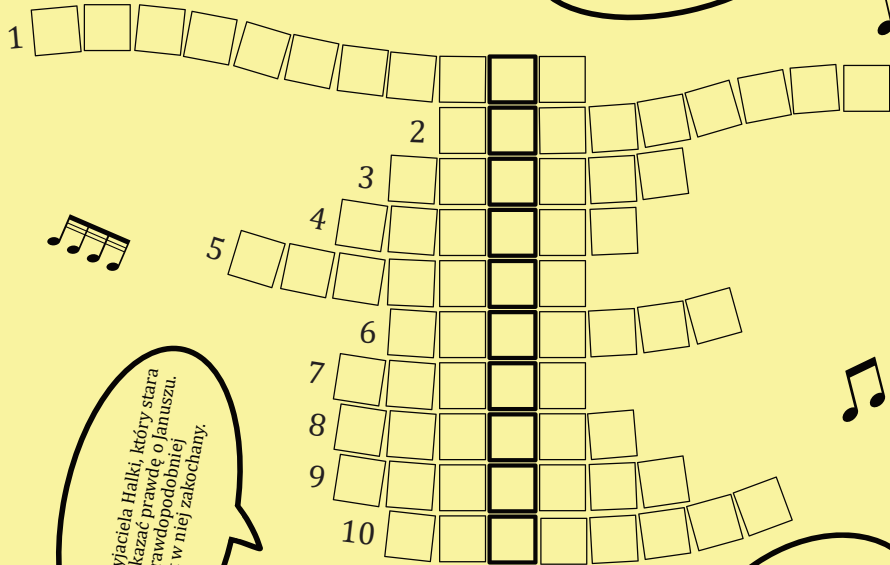 1
2
3
4
5
6
7
8
9
10
yjaciela Halki, który stara
kazać prawdę o Januszu.
rawdopodobniej
w niej zakochany.